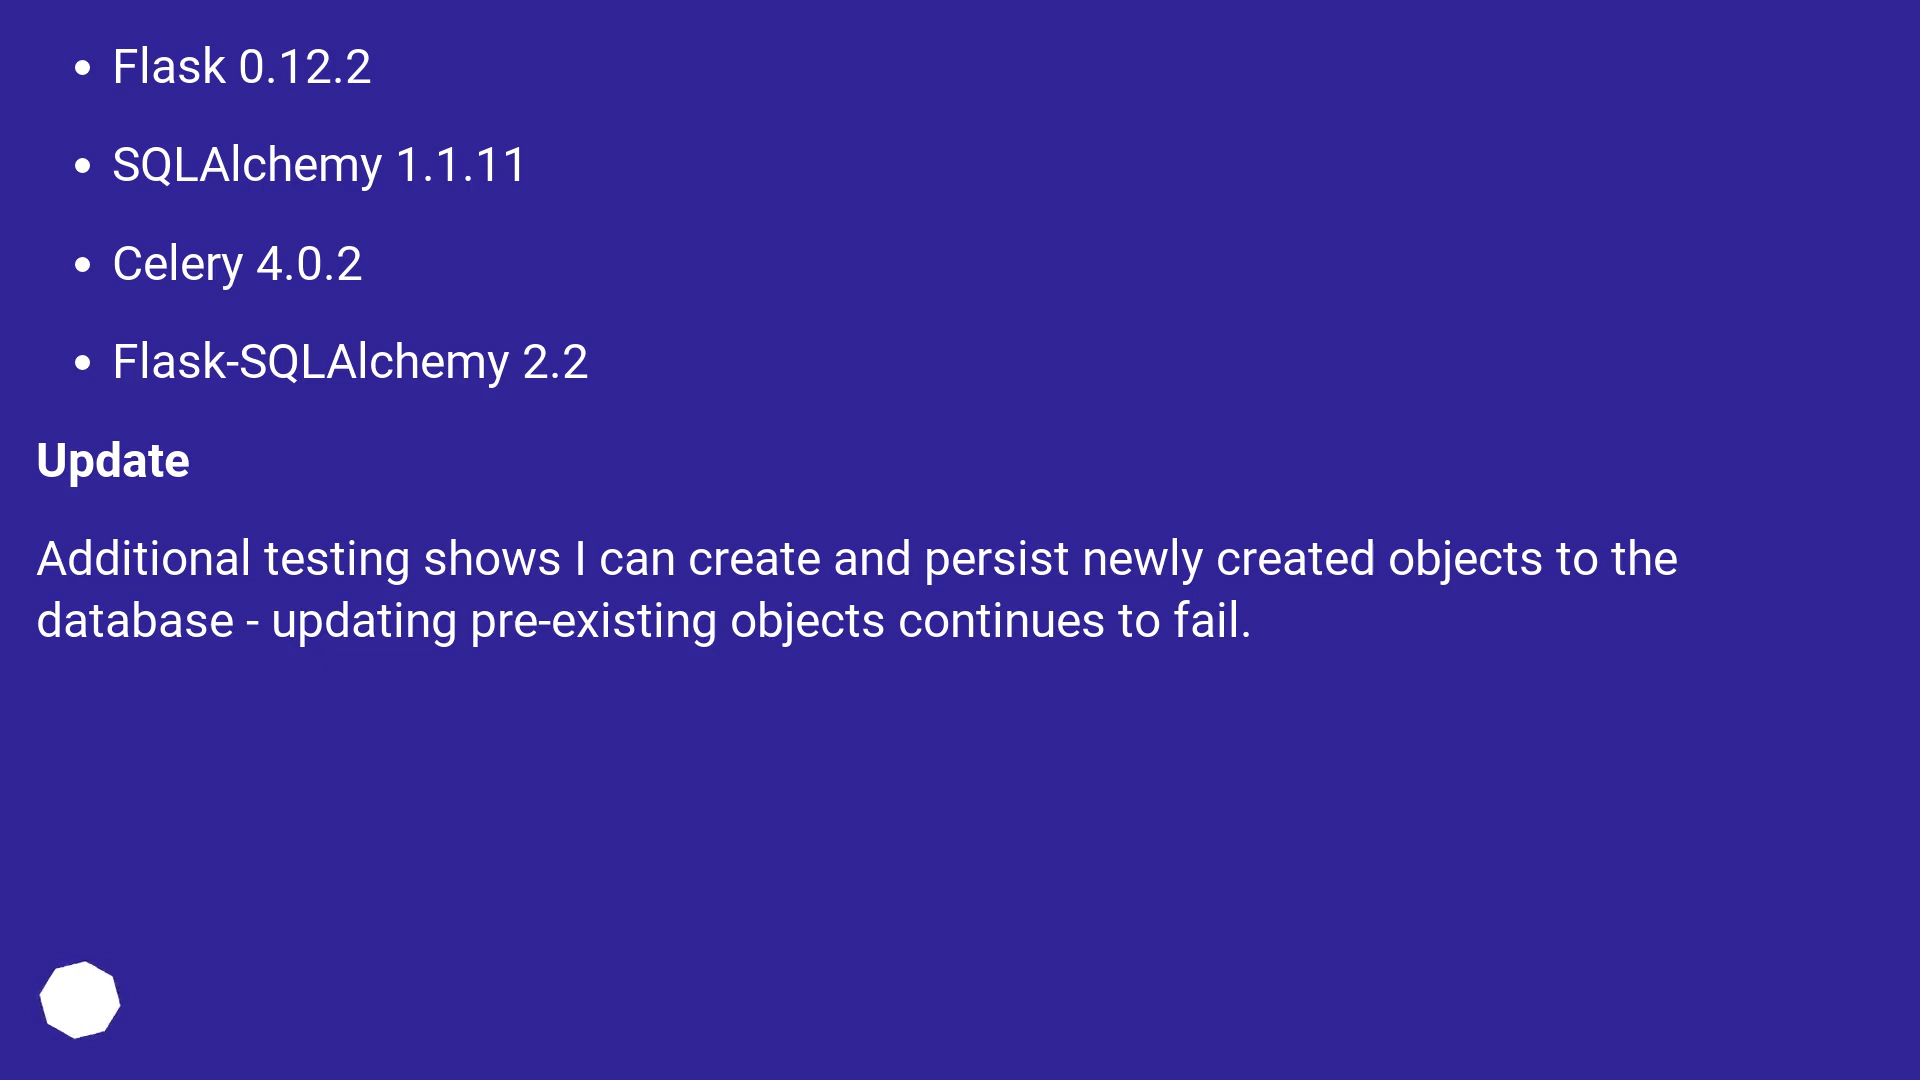 • Flask 0.12.2
• SQLAlchemy 1.1.11
• Celery 4.0.2
• Flask-SQLAlchemy 2.2
Update
Additional testing shows I can create and persist newly created objects to the
database - updating pre-existing objects continues to fail.